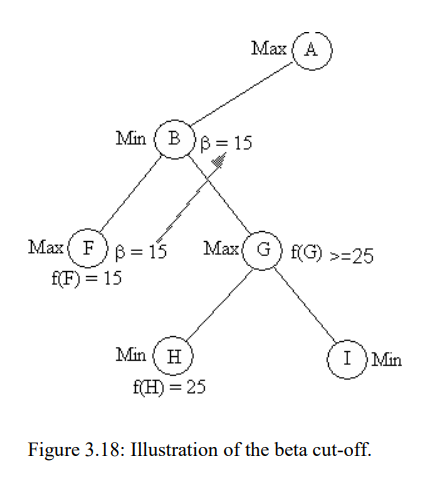 Max A
Min B β = 15
Max F β = 15 Max G f(G) >=25
f(F) = 15
Min H I Min
f(H) = 25
Figure 3.18: Illustration of the beta cut-off.